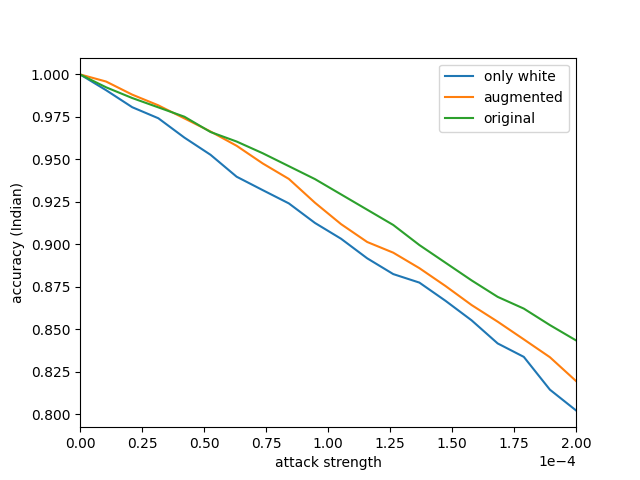 only white
augmented
original
1.000
0.975
0.950
0.925
0.900
0.875
0.850
0.825
0.800
accuracy (Indian)
0.00 0.25 0.50 0.75 1.00 1.25 1.50 1.75 2.00
1e−4
attack strength